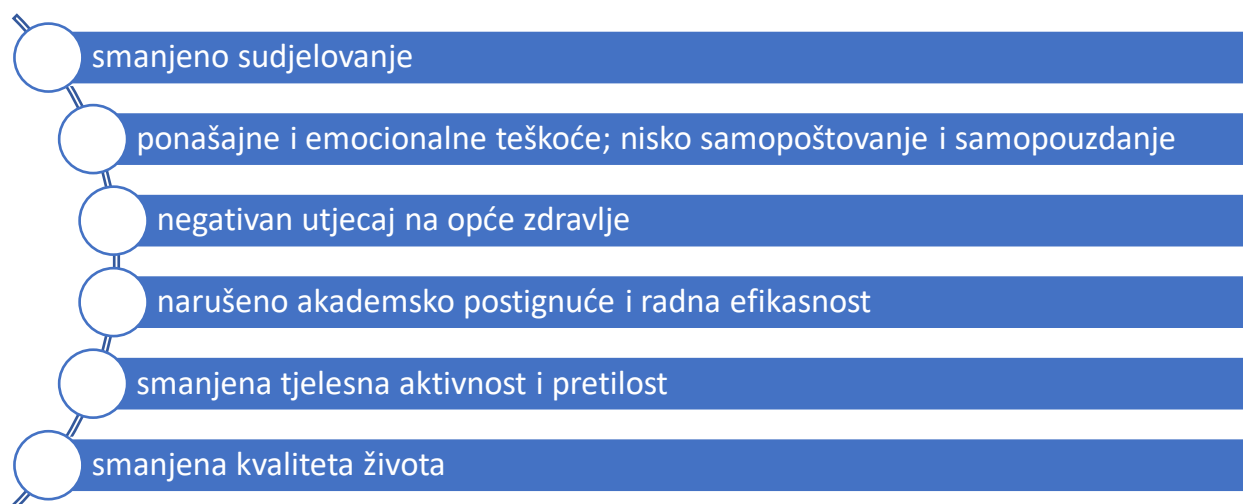 smanjeno sudjelovanje
ponašajne i emocionalne teškoće; nisko samopoštovanje i samopouzdanje
negativan utjecaj na opće zdravlje
narušeno akademsko postignuće i radna efikasnost
smanjena tjelesna aktivnost i pretilost
smanjena kvaliteta života